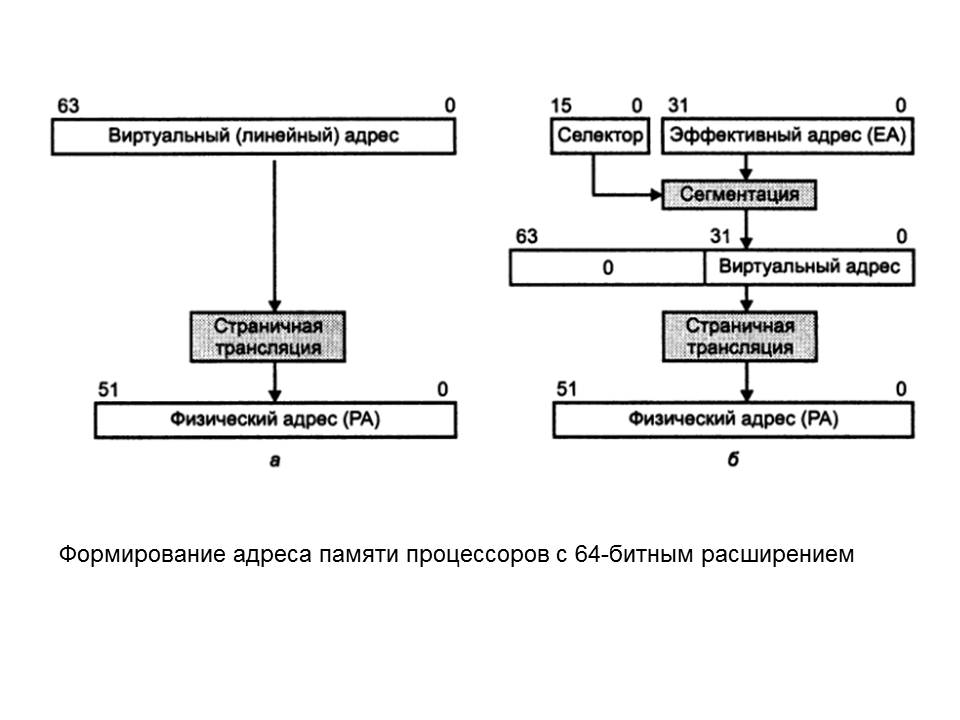 63 0
Виртуальный (линейный) адрес
Страничная
трансляция
51 0
Физический адрес (PA)
а
15 0 31 0
Селектор Эффективный адрес (EA)
Сегментация
63 31 0
0 Виртуальный адрес
Страничная
трансляция
51 0
Физический адрес (PA)
б
Формирование адреса памяти процессоров с 64-битным расширением